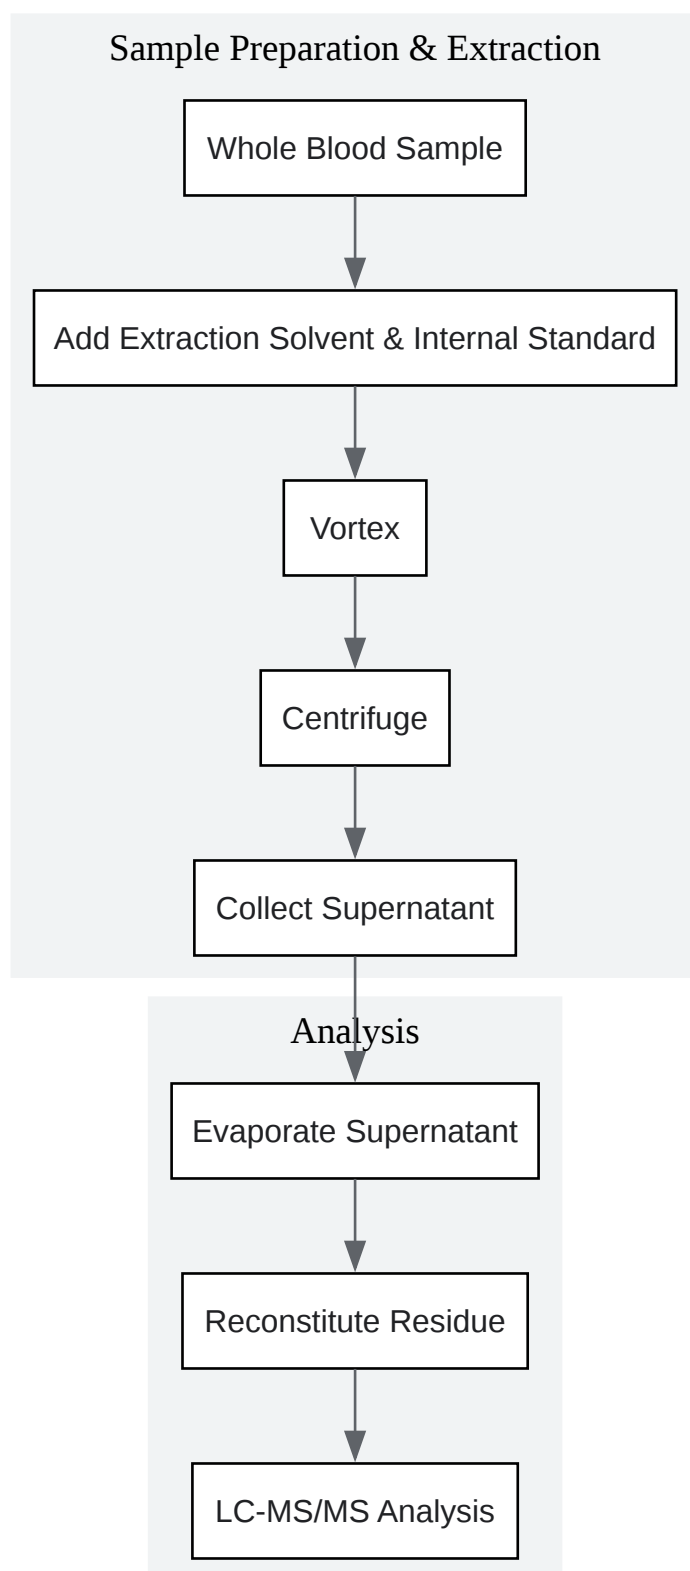 Sample Preparation & Extraction
Whole Blood Sample
Add Extraction Solvent & Internal Standard
Vortex
Centrifuge
Collect Supernatant
Analysis
Evaporate Supernatant
Reconstitute Residue
LC-MS/MS Analysis